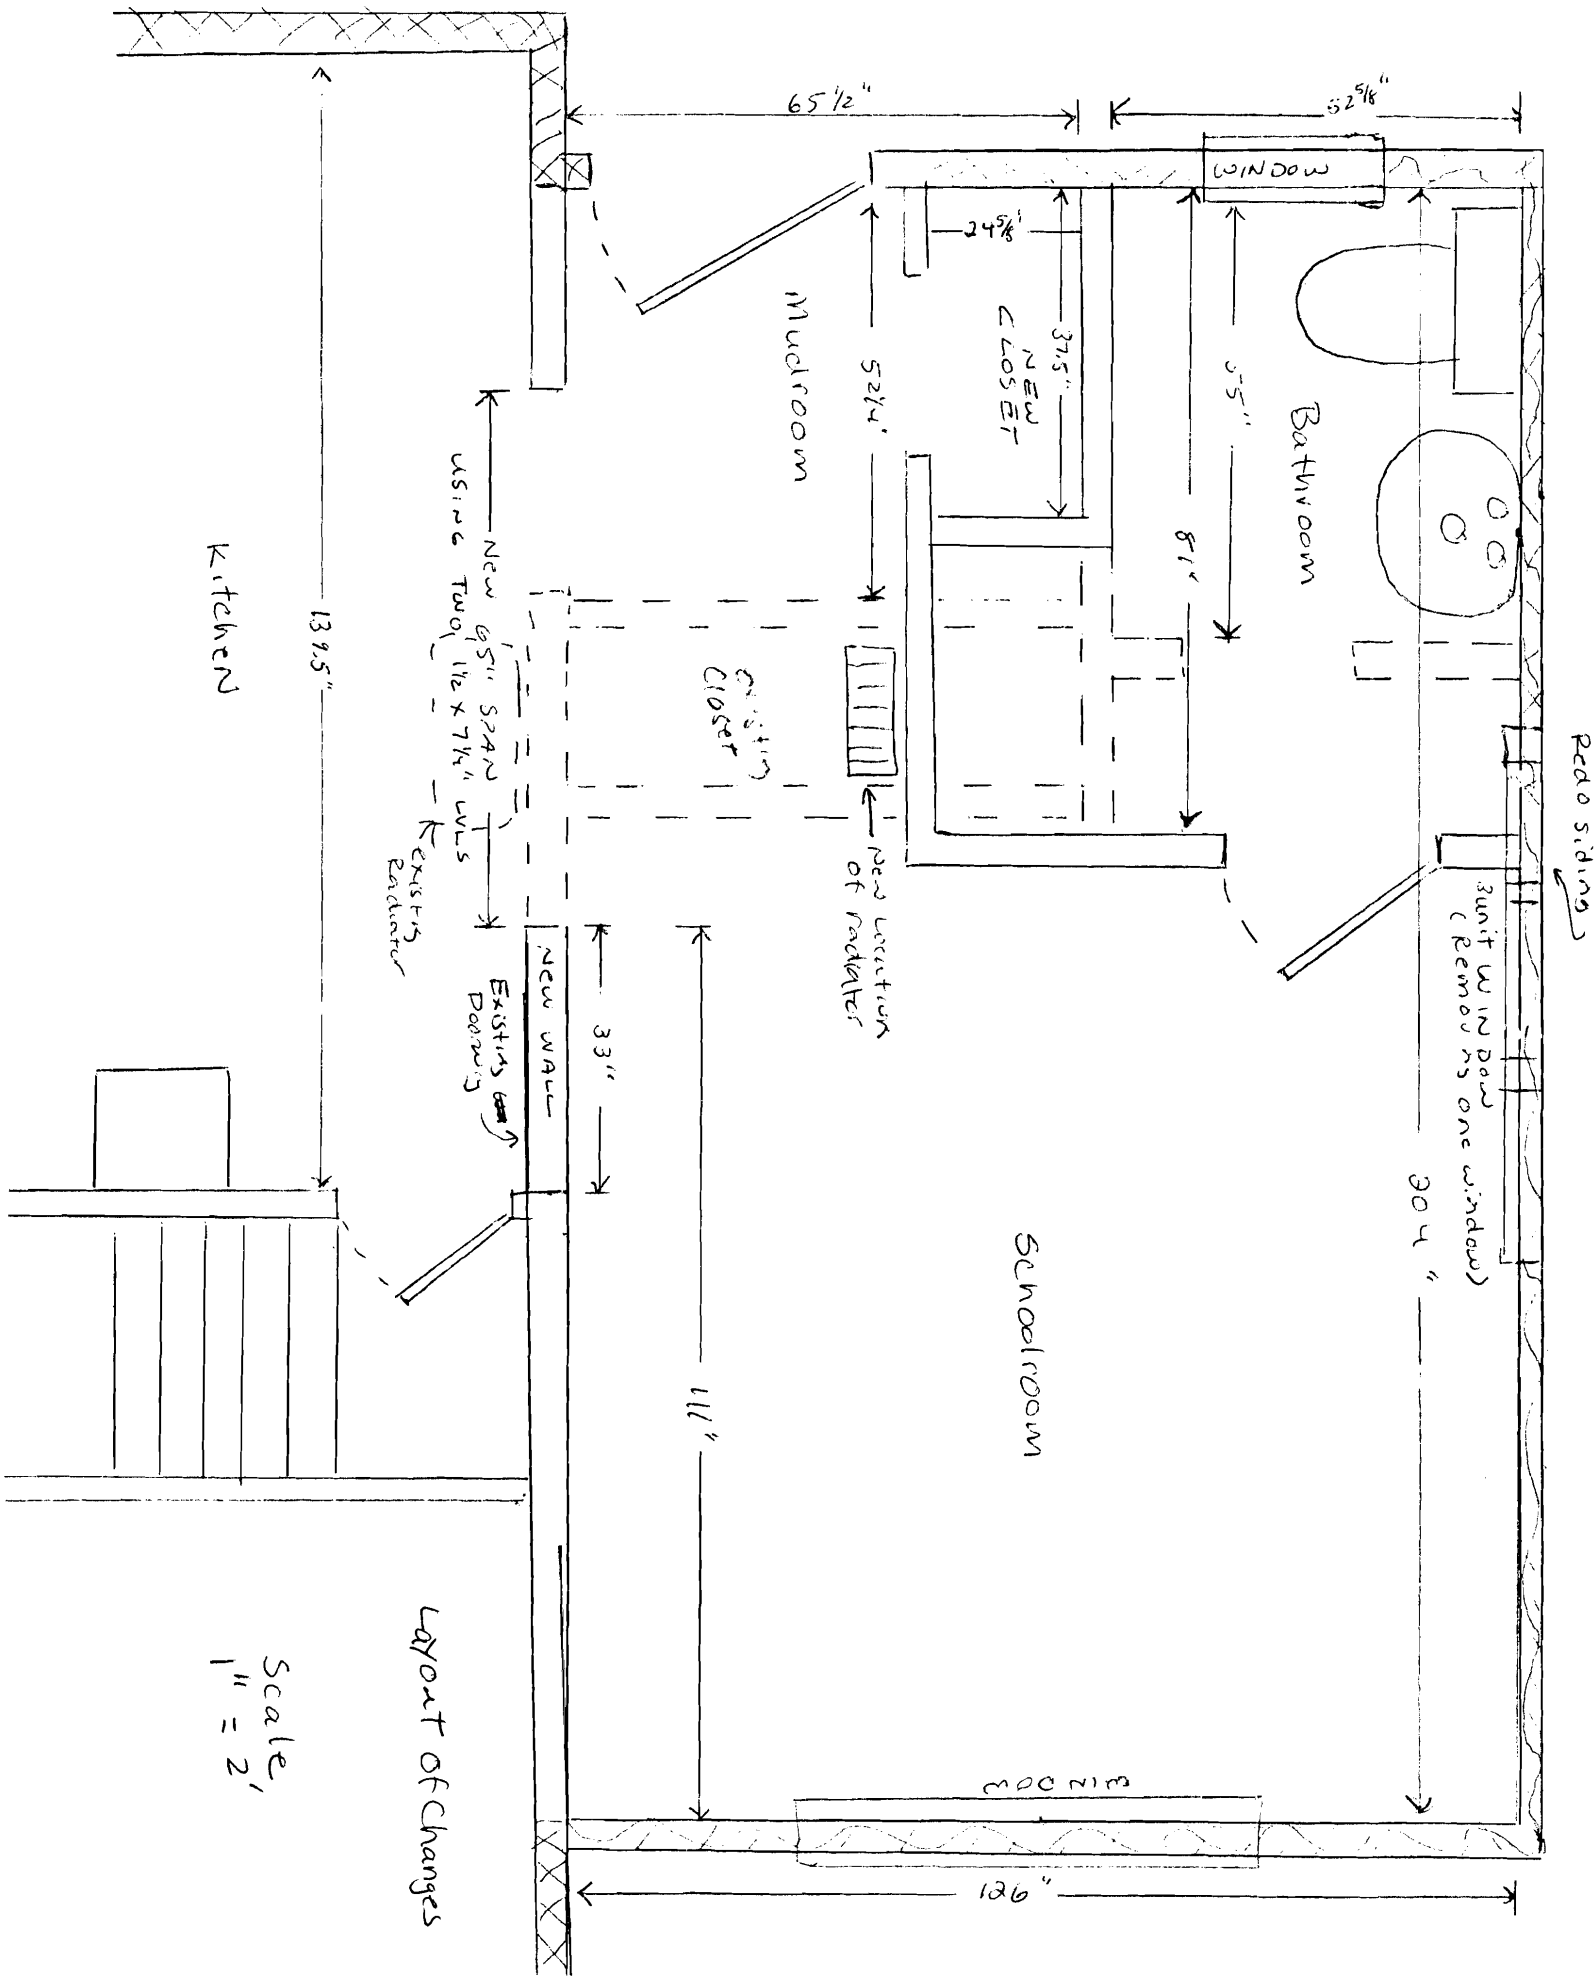 65 1/2"
52 5/8"
WINDOW
24 5/8"
37.5"
NEW
CLOSET
Mudroom
52 1/4"
55"
81"
Bathroom
Redo siding
3 unit WINDOW
(Removing one window)
204"
existing
Closet
New Location
of radiator
New 65" SPAN
USING TWO, 1 1/2 x 7 1/4" LVLS
existing
Radiator
Kitchen
139.5"
NEW WALL
33"
Existing
Doorway
111"
Schoolroom
WINDOW
126"
Layout of Changes
Scale
1" = 2'